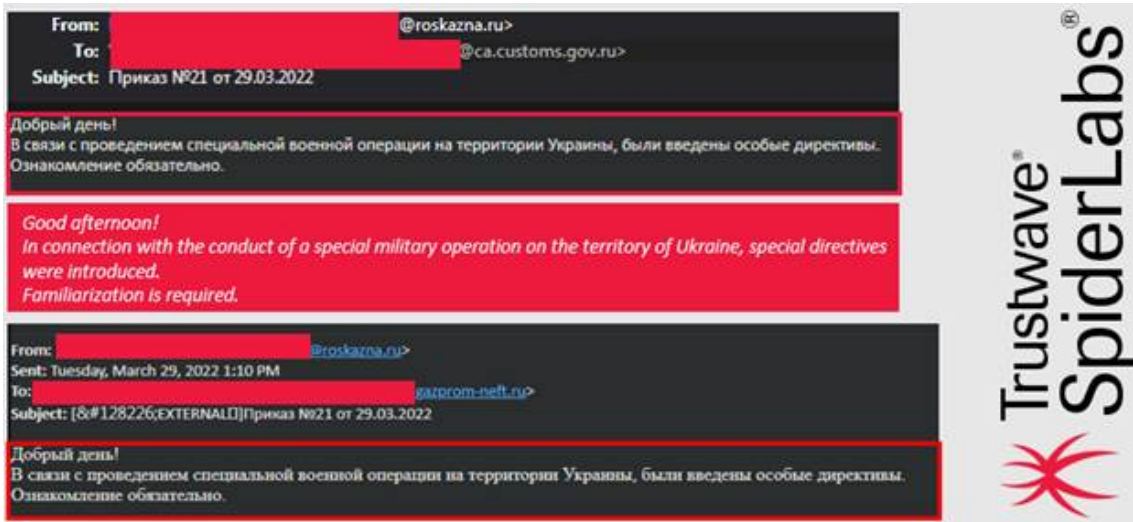 From: @roskazna.ru>
To: @ca.customs.gov.ru>
Subject: Приказ №21 от 29.03.2022
Добрый день!
В связи с проведением специальной военной операции на территории Украины, были введены особые директивы.
Ознакомление обязательно.
Good afternoon!
In connection with the conduct of a special military operation on the territory of Ukraine, special directives
were introduced.
Familiarization is required.
From: @roskazna.ru>
Sent: Tuesday, March 29, 2022 1:10 PM
To: gazprom-neft.ru>
Subject: [&#128226;EXTERNAL▯]Приказ №21 от 29.03.2022
Добрый день!
В связи с проведением специальной военной операции на территории Украины, были введены особые директивы.
Ознакомление обязательно.
Trustwave®
SpiderLabs®